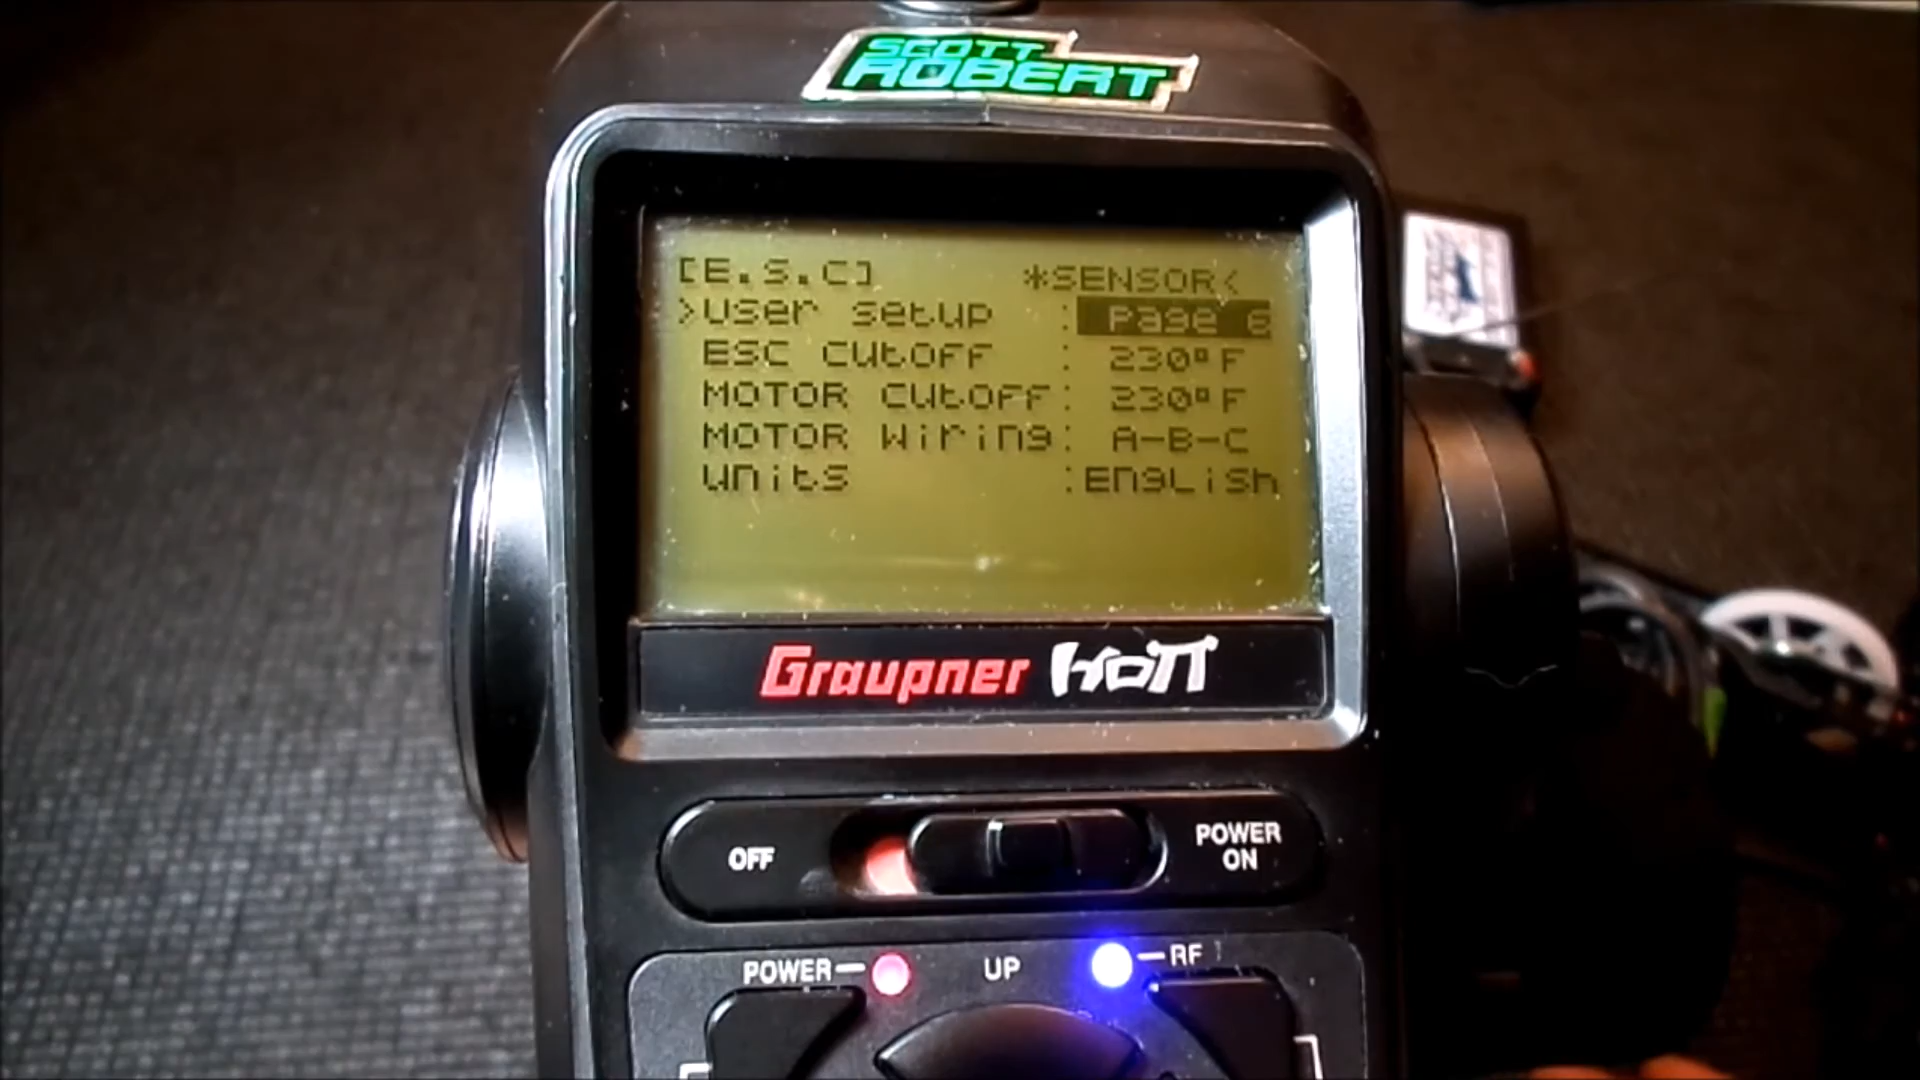 SCOTT
ROBERT
[E.S.C] *SENSOR<
>User setup : Page 6
ESC Cutoff : 230°F
MOTOR Cutoff: 230°F
MOTOR Wiring: A-B-C
Units :English
Graupner HoTT
OFF
POWER
ON
POWER
UP
RF